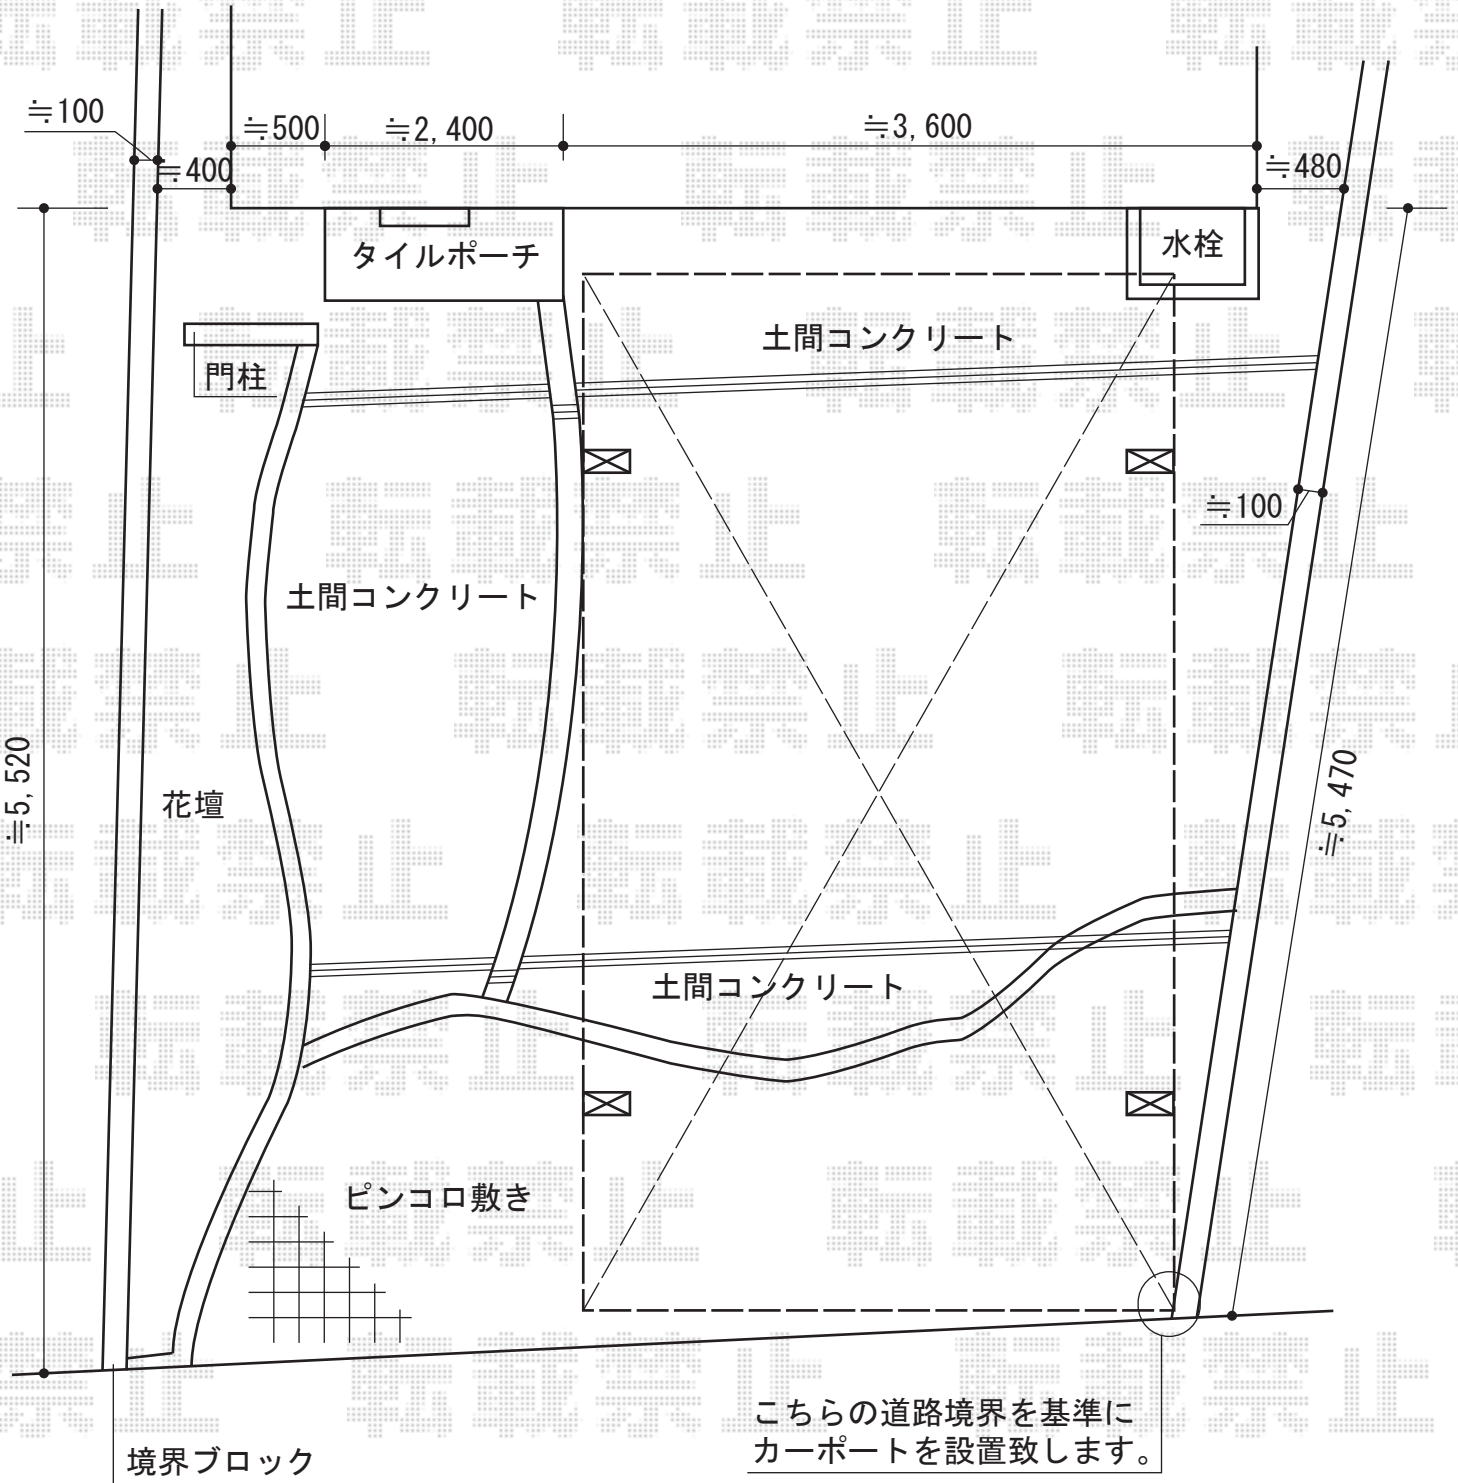 ≒100
≒400
≒500
≒2,400
≒3,600
≒480
タイルポーチ
水栓
門柱
土間コンクリート
≒100
土間コンクリート
≒5,520
花壇
≒5,470
土間コンクリート
ピンコロ敷き
こちらの道路境界を基準に
カーポートを設置致します。
境界ブロック
転載禁止